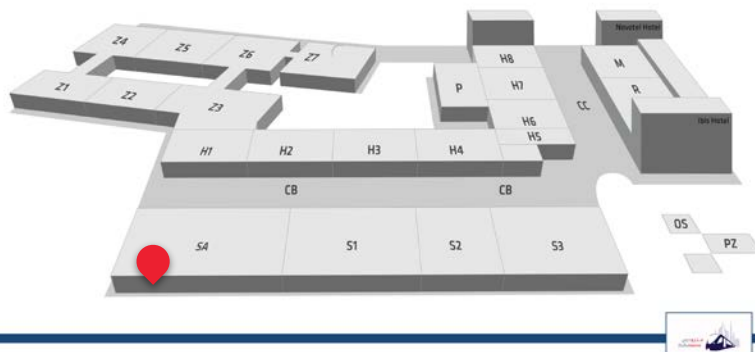 Novotel Hotel
Z4
Z5
Z6
Z7
H8
M
Z1
Z2
Z3
P
H7
R
CC
H6
Ibis Hotel
H5
H1
H2
H3
H4
CB
CB
OS
SA
S1
S2
S3
PZ